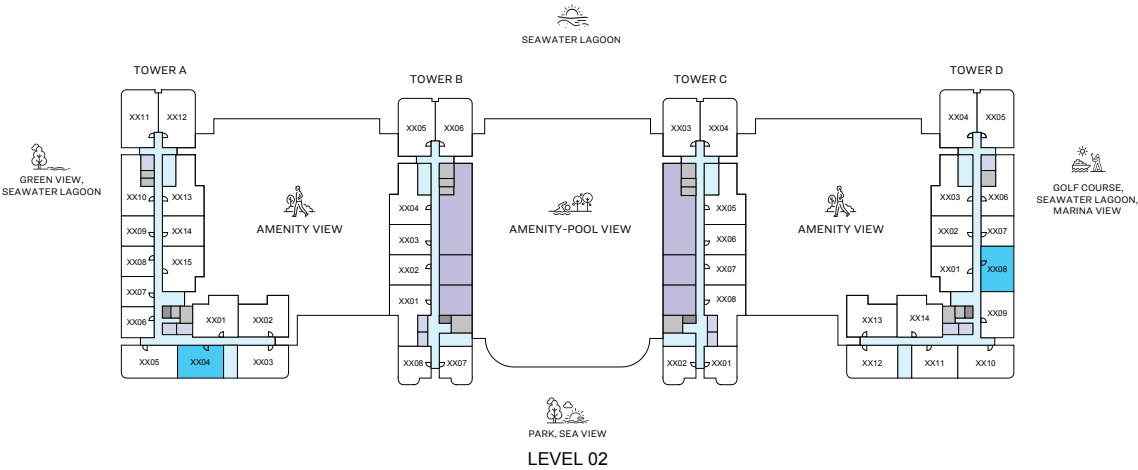 SEAWATER LAGOON
TOWER A
TOWER B
TOWER C
TOWER D
XX11
XX12
XX05
XX06
XX03
XX04
XX04
XX05
GREEN VIEW,
SEAWATER LAGOON
GOLF COURSE,
SEAWATER LAGOON,
MARINA VIEW
XX10
XX13
XX04
XX05
XX03
XX06
AMENITY VIEW
AMENITY-POOL VIEW
AMENITY VIEW
XX09
XX14
XX03
XX06
XX02
XX07
XX08
XX15
XX02
XX07
XX01
XX08
XX07
XX01
XX08
XX06
XX01
XX02
XX13
XX14
XX09
XX05
XX04
XX03
XX08
XX07
XX02
XX01
XX12
XX11
XX10
PARK, SEA VIEW
LEVEL 02